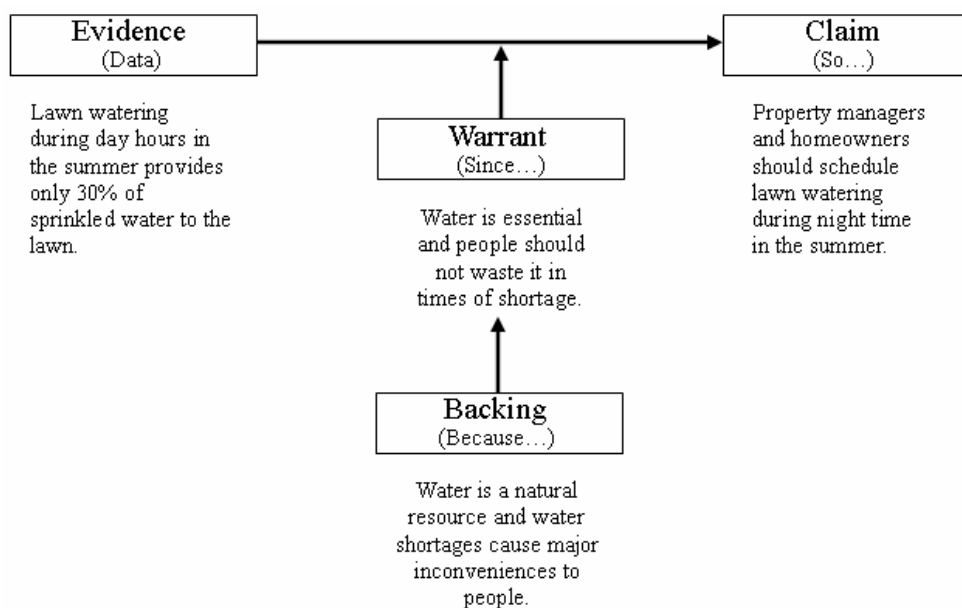 Evidence
(Data)
Lawn watering
during day hours in
the summer provides
only 30% of
sprinkled water to the
lawn.
Claim
(So...)
Property managers
and homeowners
should schedule
lawn watering
during night time
in the summer.
Warrant
(Since...)
Water is essential
and people should
not waste it in
times of shortage.
Backing
(Because...)
Water is a natural
resource and water
shortages cause major
inconveniences to
people.